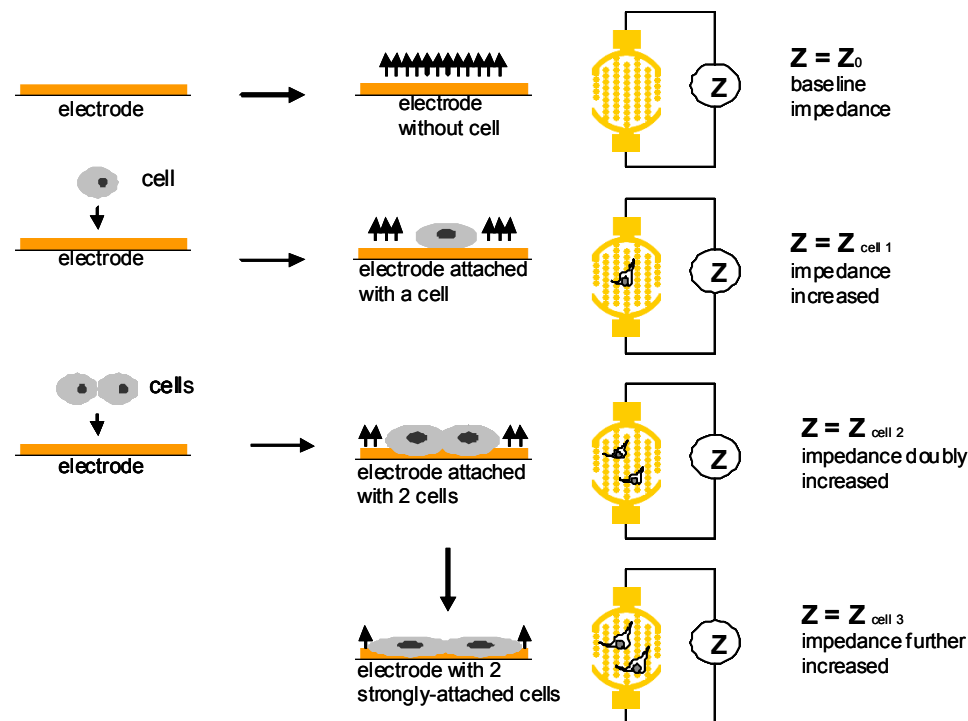 electrode
electrode
without cell
Z
Z = Z0
baseline
impedance
cell
electrode
electrode attached
with a cell
Z
Z = Z cell 1
impedance
increased
cells
electrode
electrode attached
with 2 cells
Z
Z = Z cell 2
impedance doubly
increased
electrode with 2
strongly-attached cells
Z
Z = Z cell 3
impedance further
increased